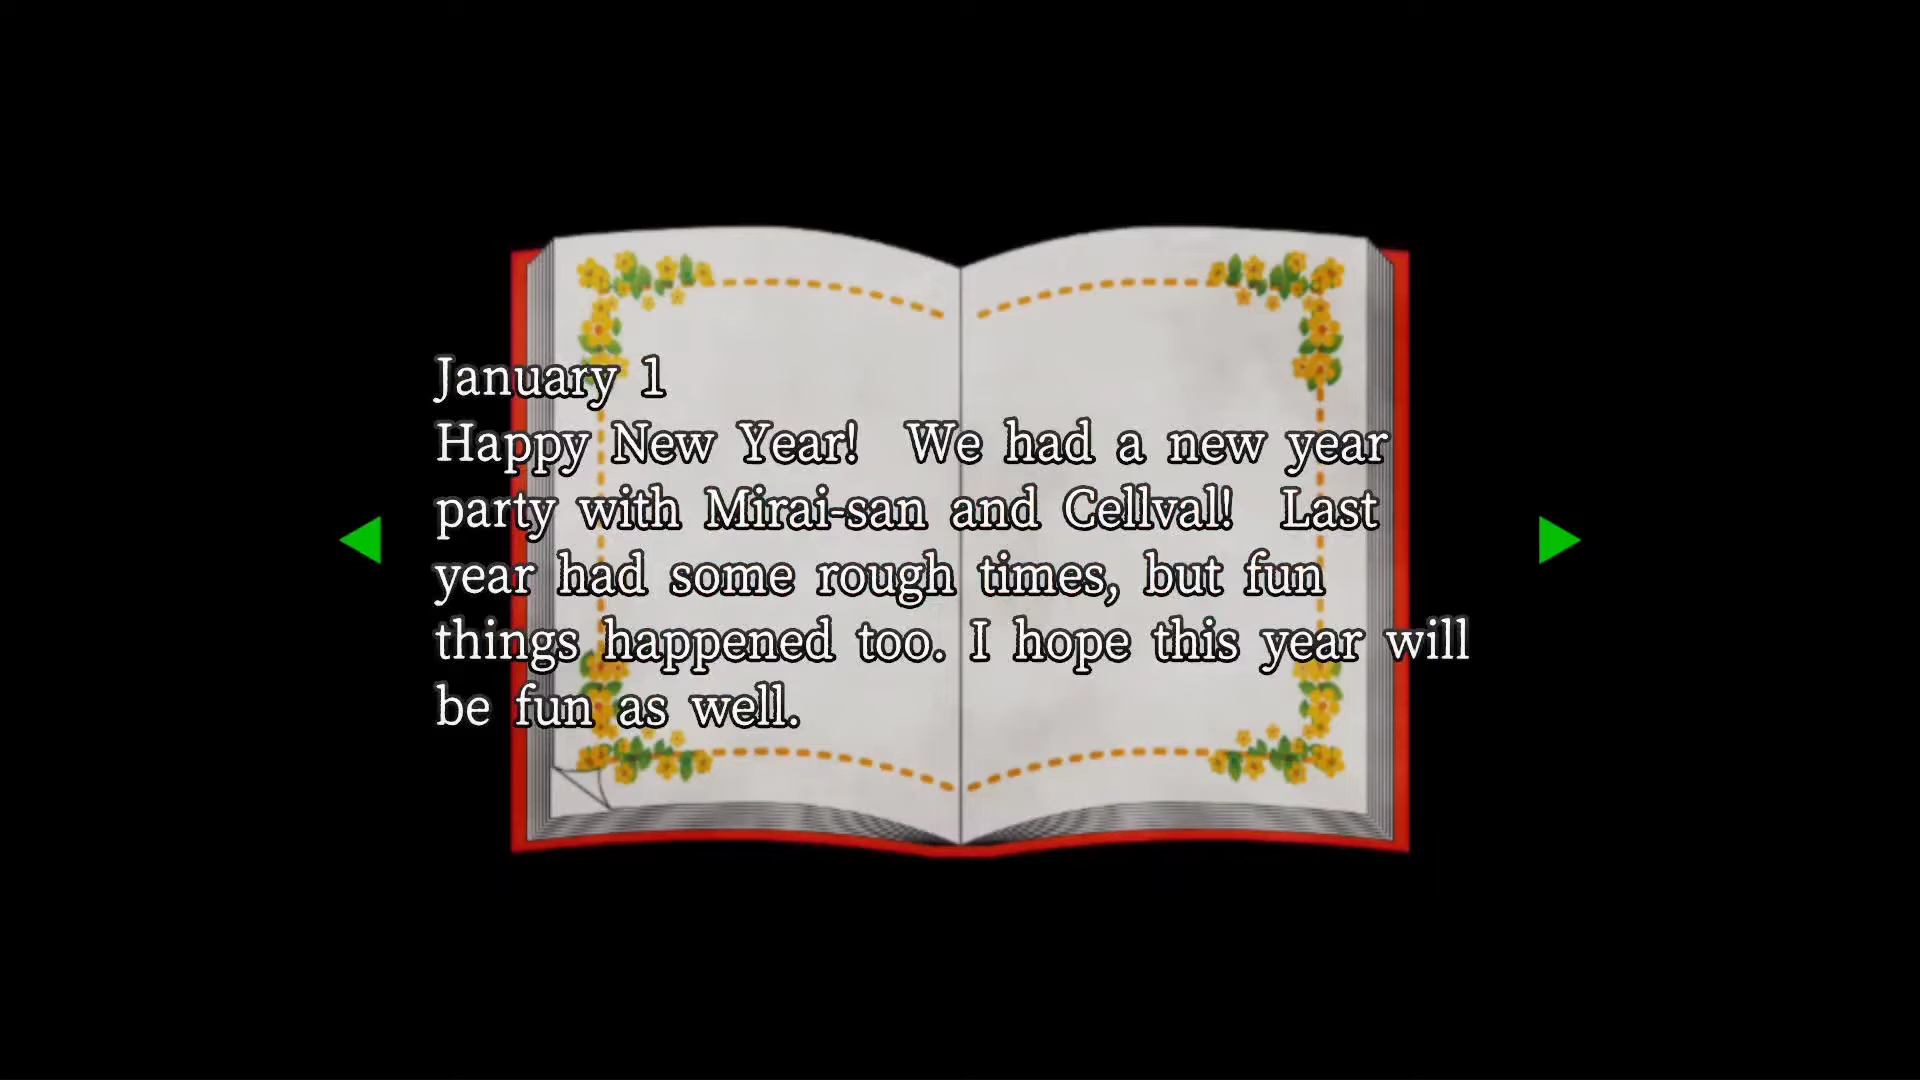 January 1
Happy New Year!  We had a new year
party with Mirai-san and Cellval!  Last
year had some rough times, but fun
things happened too. I hope this year will
be fun as well.